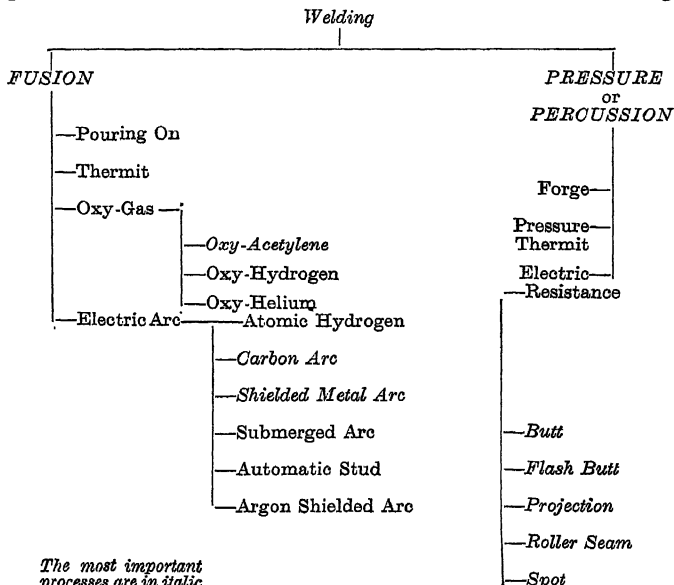 Welding
FUSION
PRESSURE
or
PERCUSSION
Pouring On
Thermit
Oxy-Gas
Oxy-Acetylene
Oxy-Hydrogen
Oxy-Helium
Electric Arc
Atomic Hydrogen
Carbon Arc
Shielded Metal Arc
Submerged Arc
Automatic Stud
Argon Shielded Arc
Forge
Pressure
Thermit
Electric
Resistance
Butt
Flash Butt
Projection
Roller Seam
Spot
The most important
processes are in italic